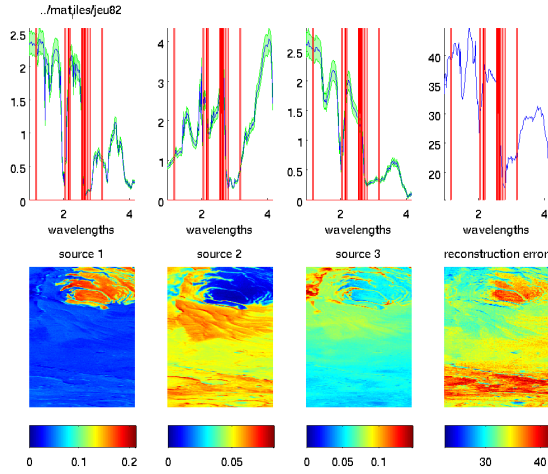 ../mat_files/jeu82
2.5
2
1.5
1
0.5
0
2 4
wavelengths
4
3
2
1
0
2 4
wavelengths
2.5
2
1.5
1
0.5
0
2 4
wavelengths
40
35
30
25
20
15
2 4
wavelengths
source 1
source 2
source 3
reconstruction error
0 0.1 0.2
0 0.05
0 0.05 0.1
30 40